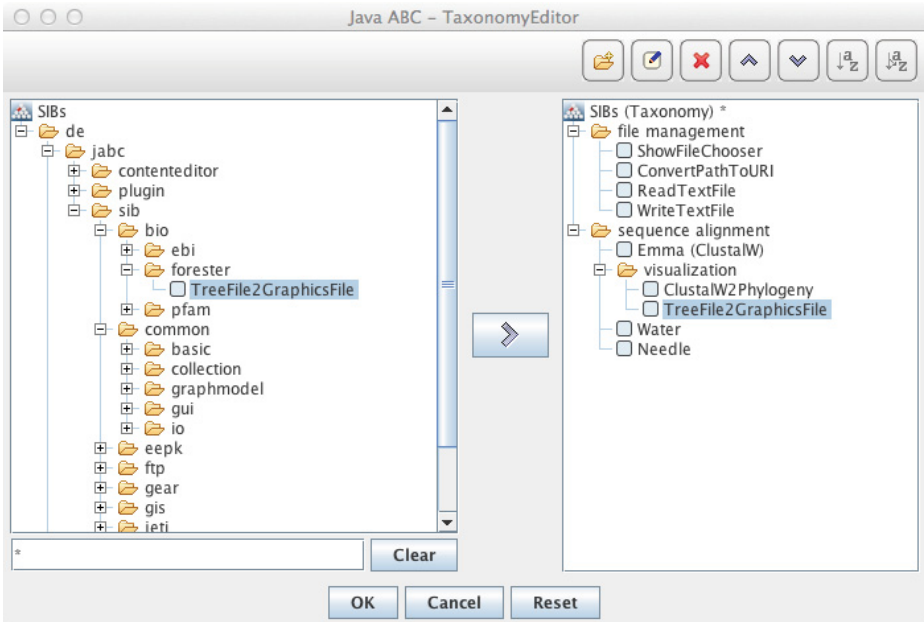 Java ABC – TaxonomyEditor
a z
a z
SIBs
de
jabc
contenteditor
plugin
sib
bio
ebi
forester
TreeFile2GraphicsFile
pfam
common
basic
collection
graphmodel
gui
io
eepk
ftp
gear
gis
jeti
*
Clear
SIBs (Taxonomy) *
file management
ShowFileChooser
ConvertPathToURI
ReadTextFile
WriteTextFile
sequence alignment
Emma (ClustalW)
visualization
ClustalW2Phylogeny
TreeFile2GraphicsFile
Water
Needle
OK Cancel Reset